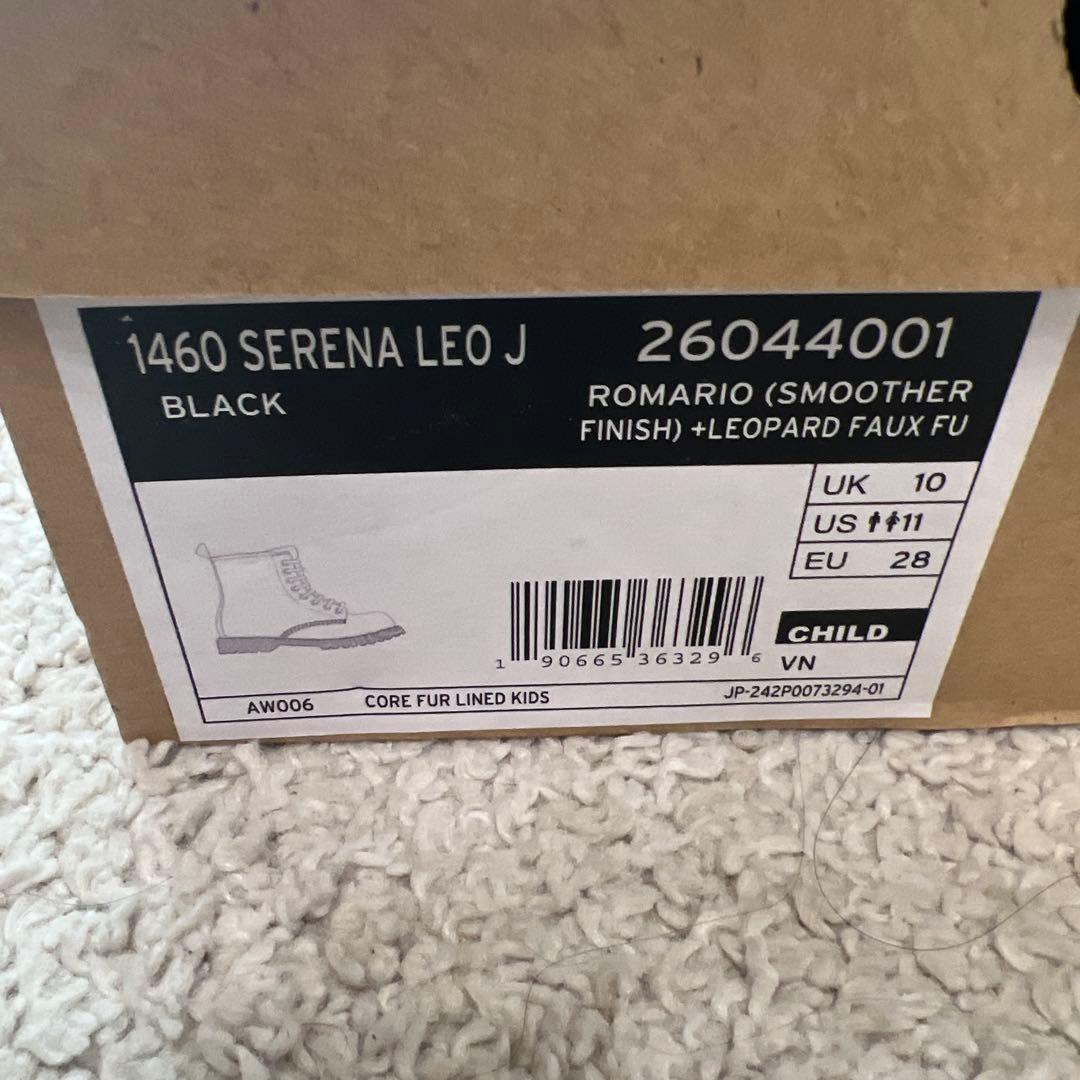 1460 SERENA LEO J
BLACK
26044001
ROMARIO (SMOOTHER
FINISH) +LEOPARD FAUX FU
UK 10
US 11
EU 28
1 90665 36329 6
CHILD
VN
AW006
CORE FUR LINED KIDS
JP-242P0073294-01